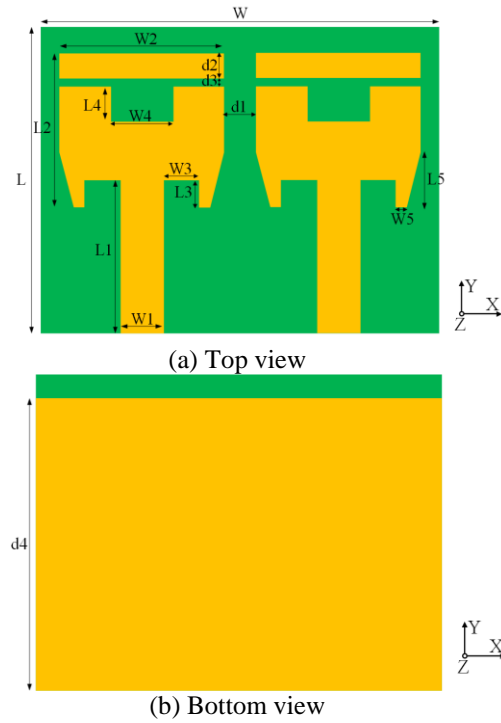 W
W2
d2
d3
L4
W4
d1
L2
L
W3
L3
L5
W5
L1
W1
Y
Z
X
(a) Top view
d4
Y
Z
X
(b) Bottom view